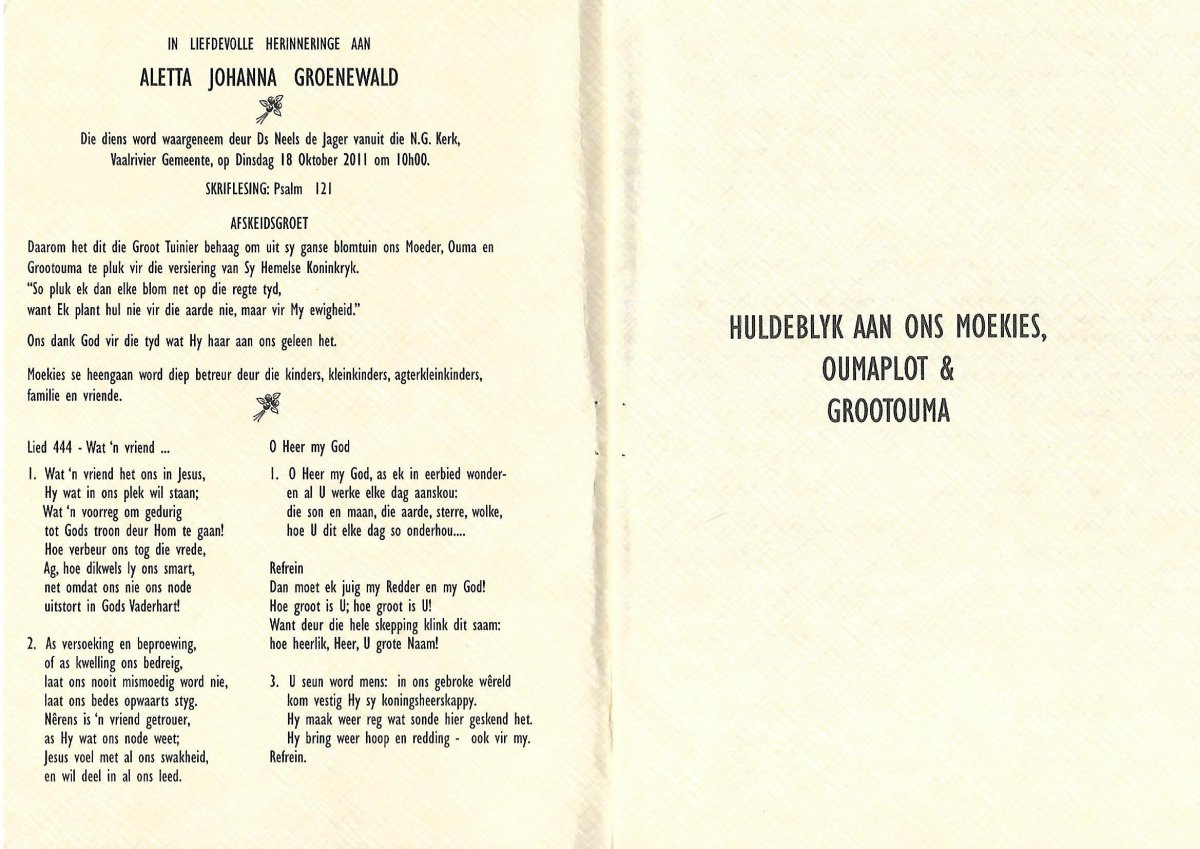 IN LIEFDEVOLLE HERINNERINGE AAN
ALETTA JOHANNA GROENEWALD
Die diens word waargeneem deur Ds Neels de Jager vanuit die N.G. Kerk,
Vaalrivier Gemeente, op Dinsdag 18 Oktober 2011 om 10h00.
SKRIFLESING: Psalm 121
AFSKEIDSGROET
Daarom het dit die Groot Tuinier behaag om uit sy ganse blomtuin ons Moeder, Ouma en
Grootouma te pluk vir die versiering van Sy Hemelse Koninkryk.
“So pluk ek dan elke blom net op die regte tyd,
want Ek plant hul nie vir die aarde nie, maar vir My ewigheid.”
Ons dank God vir die tyd wat Hy haar aan ons geleen het.
Moekies se heengaan word diep betreur deur die kinders, kleinkinders, agterkleinkinders,
familie en vriende.
Lied 444 - Wat ‘n vriend ...
1. Wat ‘n vriend het ons in Jesus,
Hy wat in ons plek wil staan;
Wat ‘n voorreg om gedurig
tot Gods troon deur Hom te gaan!
Hoe verbeur ons tog die vrede,
Ag, hoe dikwels ly ons smart,
net omdat ons nie ons node
uitstort in Gods Vaderhart!
2. As versoeking en beproewing,
of as kwelling ons bedreig,
laat ons nooit mismoedig word nie,
laat ons bedes opwaarts styg.
Nêrens is ‘n vriend getrouer,
as Hy wat ons node weet;
Jesus voel met al ons swakheid,
en wil deel in al ons leed.
O Heer my God
1. O Heer my God, as ek in eerbied wonder-
en al U werke elke dag aanskou:
die son en maan, die aarde, sterre, wolke,
hoe U dit elke dag so onderhou....
Refrein
Dan moet ek juig my Redder en my God!
Hoe groot is U; hoe groot is U!
Want deur die hele skepping klink dit saam:
hoe heerlik, Heer, U grote Naam!
3. U seun word mens: in ons gebroke wêreld
kom vestig Hy sy koningsheerskappy.
Hy maak weer reg wat sonde hier geskend het.
Hy bring weer hoop en redding - ook vir my.
Refrein.
HULDEBLYK AAN ONS MOEKIES,
OUMAPLOT &
GROOTOUMA